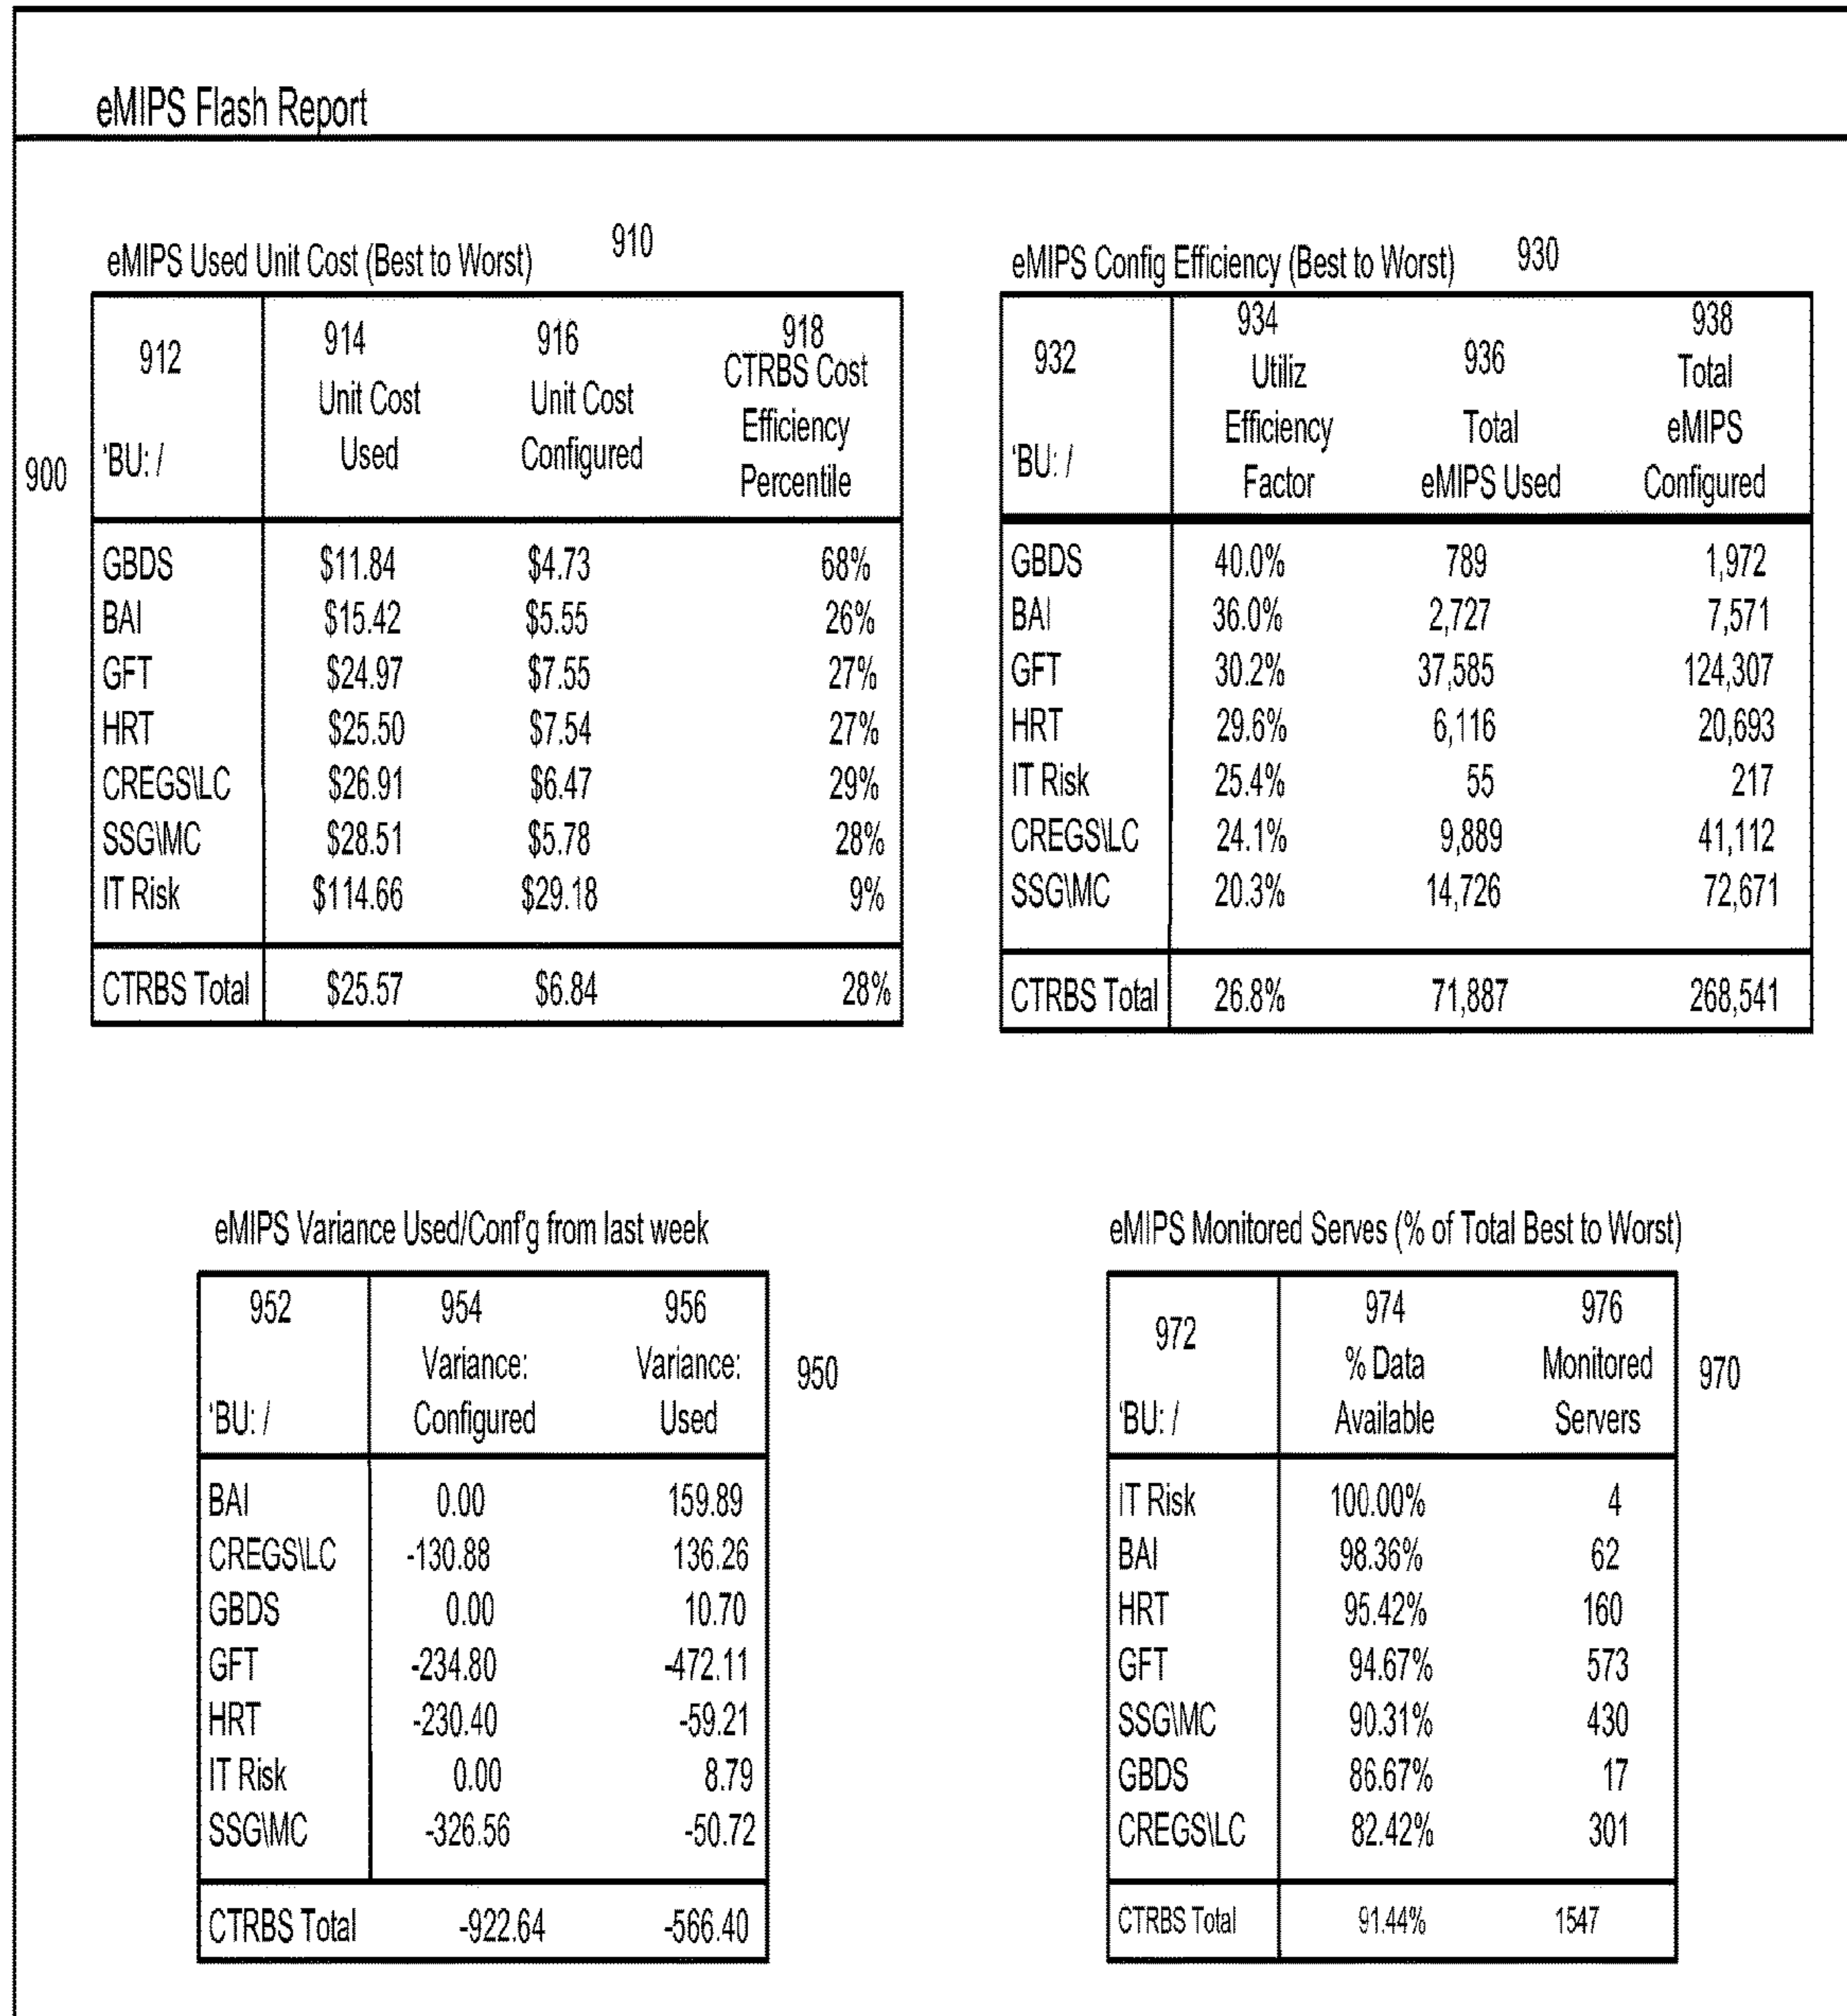 eMIPS Flash Report
900
eMIPS Used Unit Cost (Best to Worst) 910
912 914 916 918
'BU: / Unit Cost Used Unit Cost Configured CTRBS Cost Efficiency Percentile
GBDS $11.84 $4.73 68%
BAI $15.42 $5.55 26%
GFT $24.97 $7.55 27%
HRT $25.50 $7.54 27%
CREGS\LC $26.91 $6.47 29%
SSG\MC $28.51 $5.78 28%
IT Risk $114.66 $29.18 9%
CTRBS Total $25.57 $6.84 28%
eMIPS Config Efficiency (Best to Worst) 930
932 934 936 938
'BU: / Utiliz Efficiency Factor Total eMIPS Used Total eMIPS Configured
GBDS 40.0% 789 1,972
BAI 36.0% 2,727 7,571
GFT 30.2% 37,585 124,307
HRT 29.6% 6,116 20,693
IT Risk 25.4% 55 217
CREGS\LC 24.1% 9,889 41,112
SSG\MC 20.3% 14,726 72,671
CTRBS Total 26.8% 71,887 268,541
eMIPS Variance Used/Conf'g from last week
952 954 956
'BU: / Variance: Configured Variance: Used
950
BAI 0.00 159.89
CREGS\LC -130.88 136.26
GBDS 0.00 10.70
GFT -234.80 -472.11
HRT -230.40 -59.21
IT Risk 0.00 8.79
SSG\MC -326.56 -50.72
CTRBS Total -922.64 -566.40
eMIPS Monitored Serves (% of Total Best to Worst)
972 974 976
'BU: / % Data Available Monitored Servers
970
IT Risk 100.00% 4
BAI 98.36% 62
HRT 95.42% 160
GFT 94.67% 573
SSG\MC 90.31% 430
GBDS 86.67% 17
CREGS\LC 82.42% 301
CTRBS Total 91.44% 1547